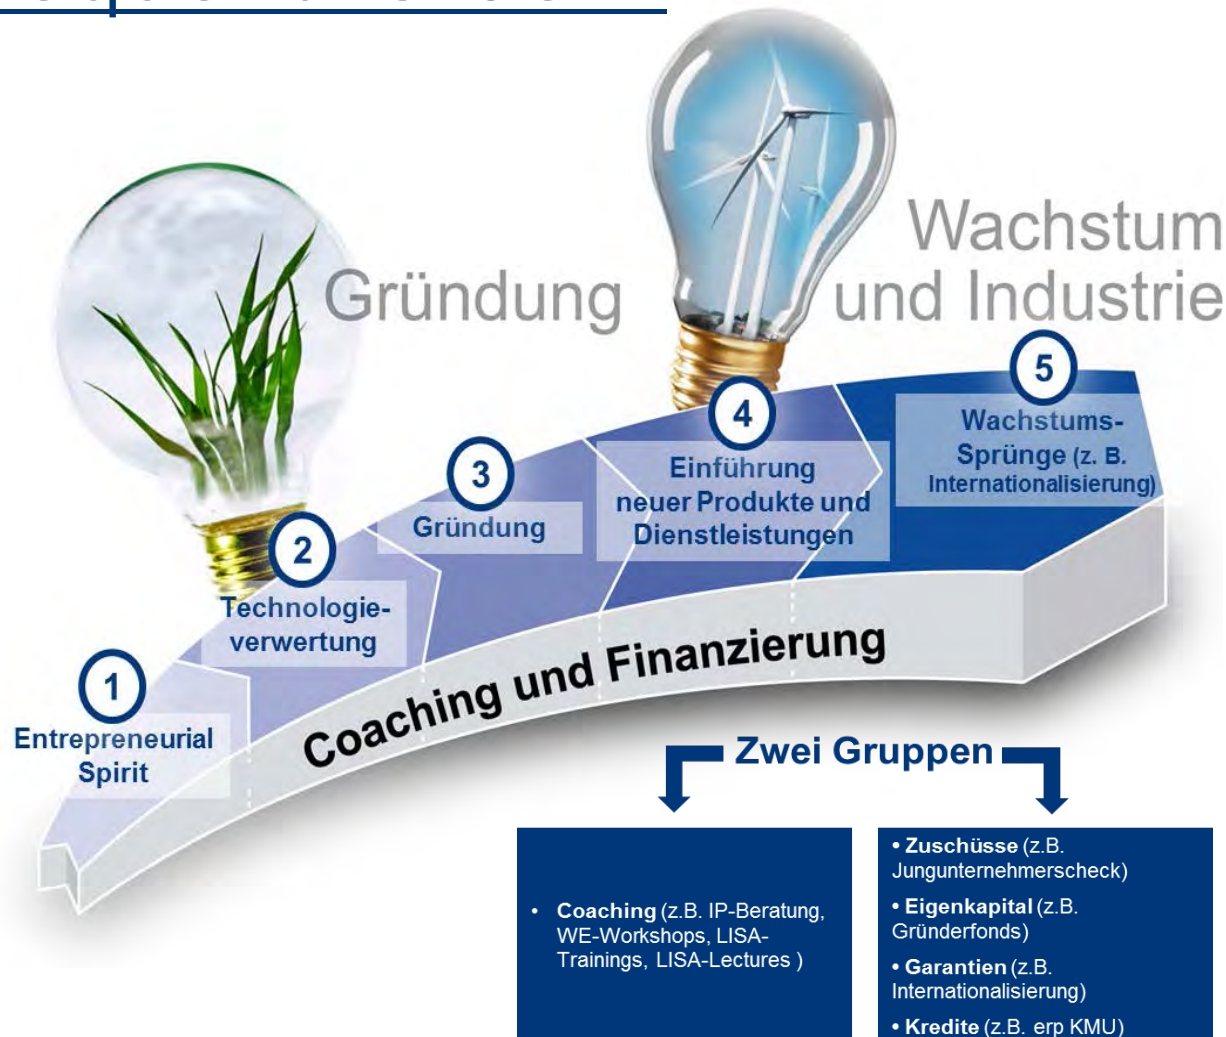 Gründung
Wachstum
und Industrie
5
Wachstums-
Sprünge (z. B.
Internationalisierung)
4
Einführung
neuer Produkte und
Dienstleistungen
3
Gründung
2
Technologie-
verwertung
1
Entrepreneurial
Spirit
Coaching und Finanzierung
Zwei Gruppen
• Coaching (z.B. IP-Beratung,
WE-Workshops, LISA-
Trainings, LISA-Lectures )
• Zuschüsse (z.B.
Jungunternehmerscheck)
• Eigenkapital (z.B.
Gründerfonds)
• Garantien (z.B.
Internationalisierung)
• Kredite (z.B. erp KMU)